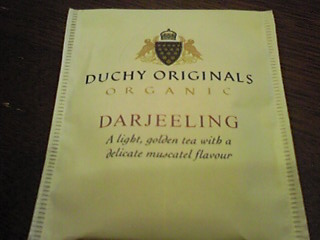 DUCHY ORIGINALS
ORGANIC
DARJEELING
A light, golden tea with a
delicate muscatel flavour